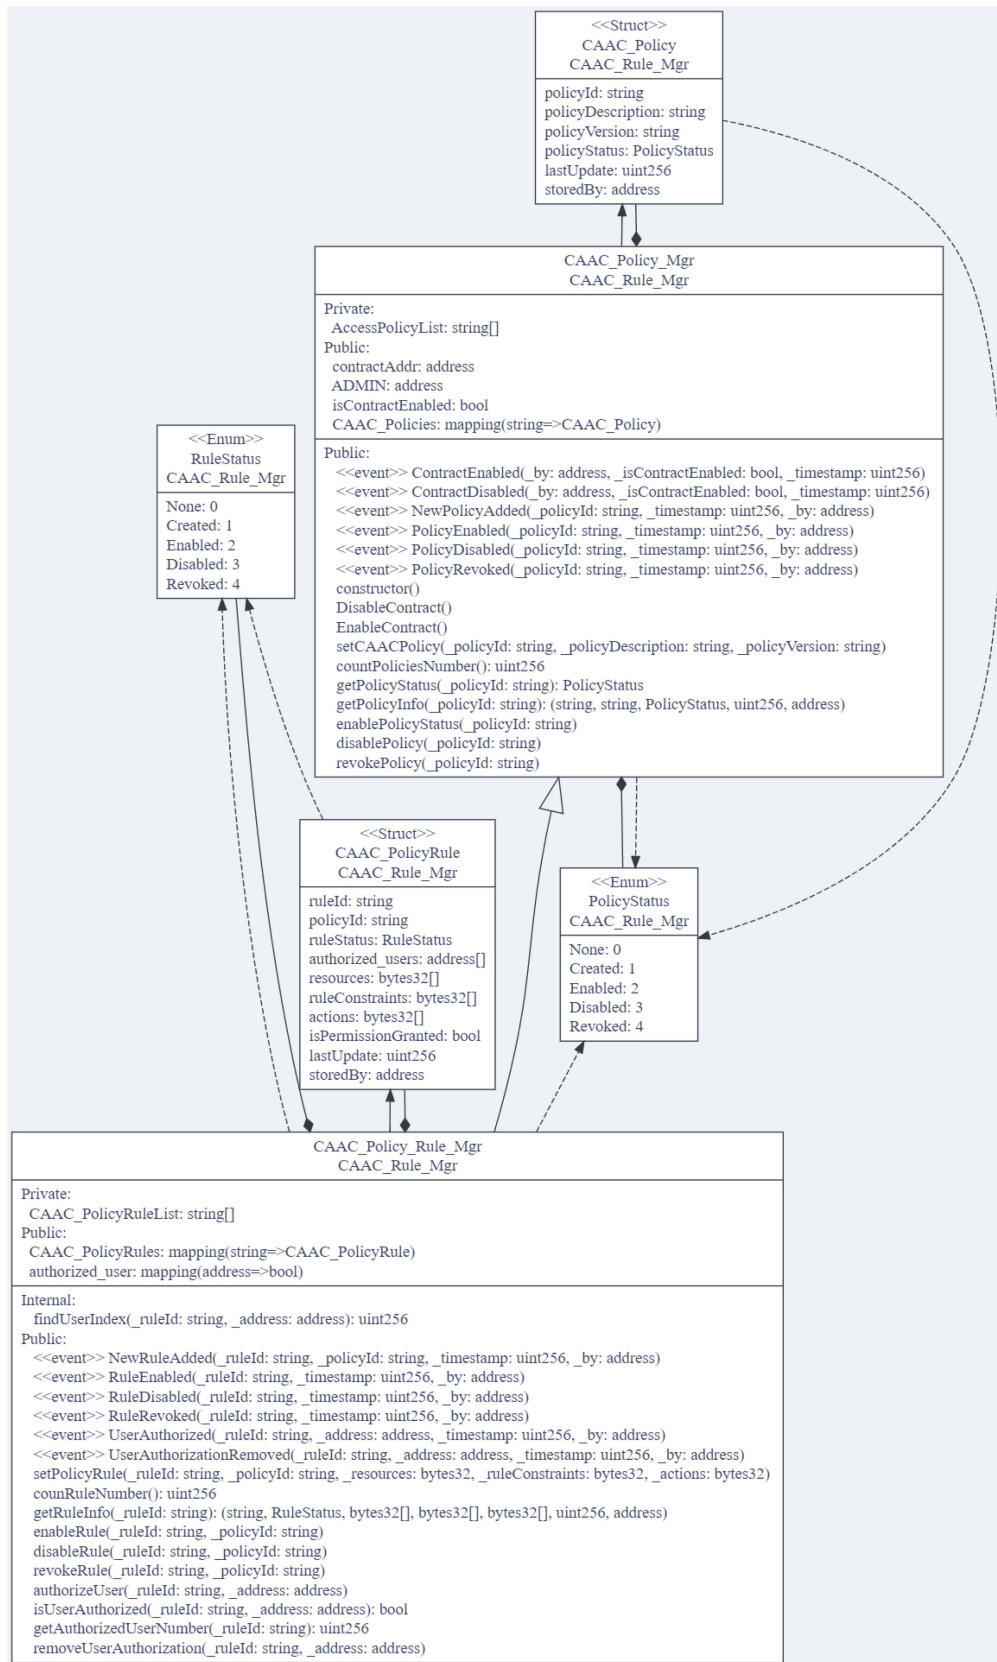 <<Struct>>
CAAC_Policy
CAAC_Rule_Mgr
policyId: string
policyDescription: string
policyVersion: string
policyStatus: PolicyStatus
lastUpdate: uint256
storedBy: address
CAAC_Policy_Mgr
CAAC_Rule_Mgr
Private:
AccessPolicyList: string[]
Public:
contractAddr: address
ADMIN: address
isContractEnabled: bool
CAAC_Policies: mapping(string=>CAAC_Policy)
Public:
<<event>> ContractEnabled(_by: address, _isContractEnabled: bool, _timestamp: uint256)
<<event>> ContractDisabled(_by: address, _isContractEnabled: bool, _timestamp: uint256)
<<event>> NewPolicyAdded(_policyId: string, _timestamp: uint256, _by: address)
<<event>> PolicyEnabled(_policyId: string, _timestamp: uint256, _by: address)
<<event>> PolicyDisabled(_policyId: string, _timestamp: uint256, _by: address)
<<event>> PolicyRevoked(_policyId: string, _timestamp: uint256, _by: address)
constructor()
DisableContract()
EnableContract()
setCAACPolicy(_policyId: string, _policyDescription: string, _policyVersion: string)
countPoliciesNumber(): uint256
getPolicyStatus(_policyId: string): PolicyStatus
getPolicyInfo(_policyId: string): (string, string, PolicyStatus, uint256, address)
enablePolicyStatus(_policyId: string)
disablePolicy(_policyId: string)
revokePolicy(_policyId: string)
<<Enum>>
RuleStatus
CAAC_Rule_Mgr
None: 0
Created: 1
Enabled: 2
Disabled: 3
Revoked: 4
<<Struct>>
CAAC_PolicyRule
CAAC_Rule_Mgr
ruleId: string
policyId: string
ruleStatus: RuleStatus
authorized_users: address[]
resources: bytes32[]
ruleConstraints: bytes32[]
actions: bytes32[]
isPermissionGranted: bool
lastUpdate: uint256
storedBy: address
<<Enum>>
PolicyStatus
CAAC_Rule_Mgr
None: 0
Created: 1
Enabled: 2
Disabled: 3
Revoked: 4
CAAC_Policy_Rule_Mgr
CAAC_Rule_Mgr
Private:
CAAC_PolicyRuleList: string[]
Public:
CAAC_PolicyRules: mapping(string=>CAAC_PolicyRule)
authorized_user: mapping(address=>bool)
Internal:
findUserIndex(_ruleId: string, _address: address): uint256
Public:
<<event>> NewRuleAdded(_ruleId: string, _policyId: string, _timestamp: uint256, _by: address)
<<event>> RuleEnabled(_ruleId: string, _timestamp: uint256, _by: address)
<<event>> RuleDisabled(_ruleId: string, _timestamp: uint256, _by: address)
<<event>> RuleRevoked(_ruleId: string, _timestamp: uint256, _by: address)
<<event>> UserAuthorized(_ruleId: string, _address: address, _timestamp: uint256, _by: address)
<<event>> UserAuthorizationRemoved(_ruleId: string, _address: address, _timestamp: uint256, _by: address)
setPolicyRule(_ruleId: string, _policyId: string, _resources: bytes32, _ruleConstraints: bytes32, _actions: bytes32)
counRuleNumber(): uint256
getRuleInfo(_ruleId: string): (string, RuleStatus, bytes32[], bytes32[], bytes32[], uint256, address)
enableRule(_ruleId: string, _policyId: string)
disableRule(_ruleId: string, _policyId: string)
revokeRule(_ruleId: string, _policyId: string)
authorizeUser(_ruleId: string, _address: address)
isUserAuthorized(_ruleId: string, _address: address): bool
getAuthorizedUserNumber(_ruleId: string): uint256
removeUserAuthorization(_ruleId: string, _address: address)